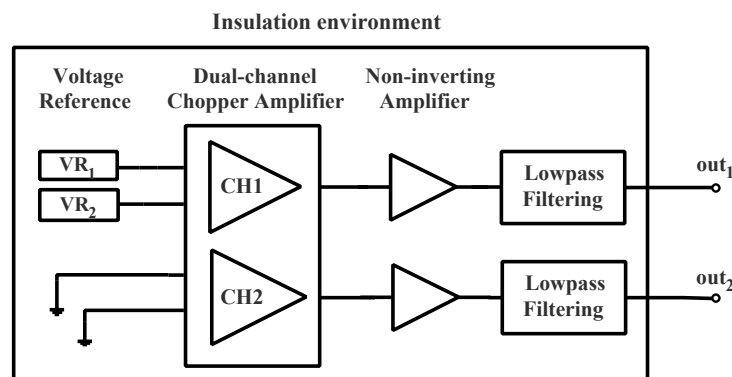 Insulation environment
Voltage
Reference
Dual-channel
Chopper Amplifier
Non-inverting
Amplifier
VR1
VR2
CH1
CH2
Lowpass
Filtering
Lowpass
Filtering
out1
out2